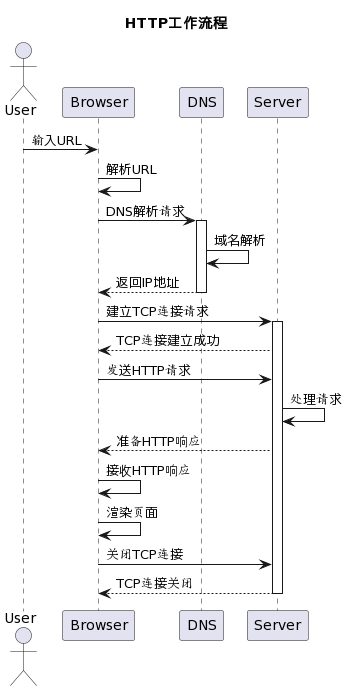 HTTP工作流程
User
Browser
DNS
Server
输入URL
解析URL
DNS解析请求
域名解析
返回IP地址
建立TCP连接请求
TCP连接建立成功
发送HTTP请求
处理请求
准备HTTP响应
接收HTTP响应
渲染页面
关闭TCP连接
TCP连接关闭
User
Browser
DNS
Server